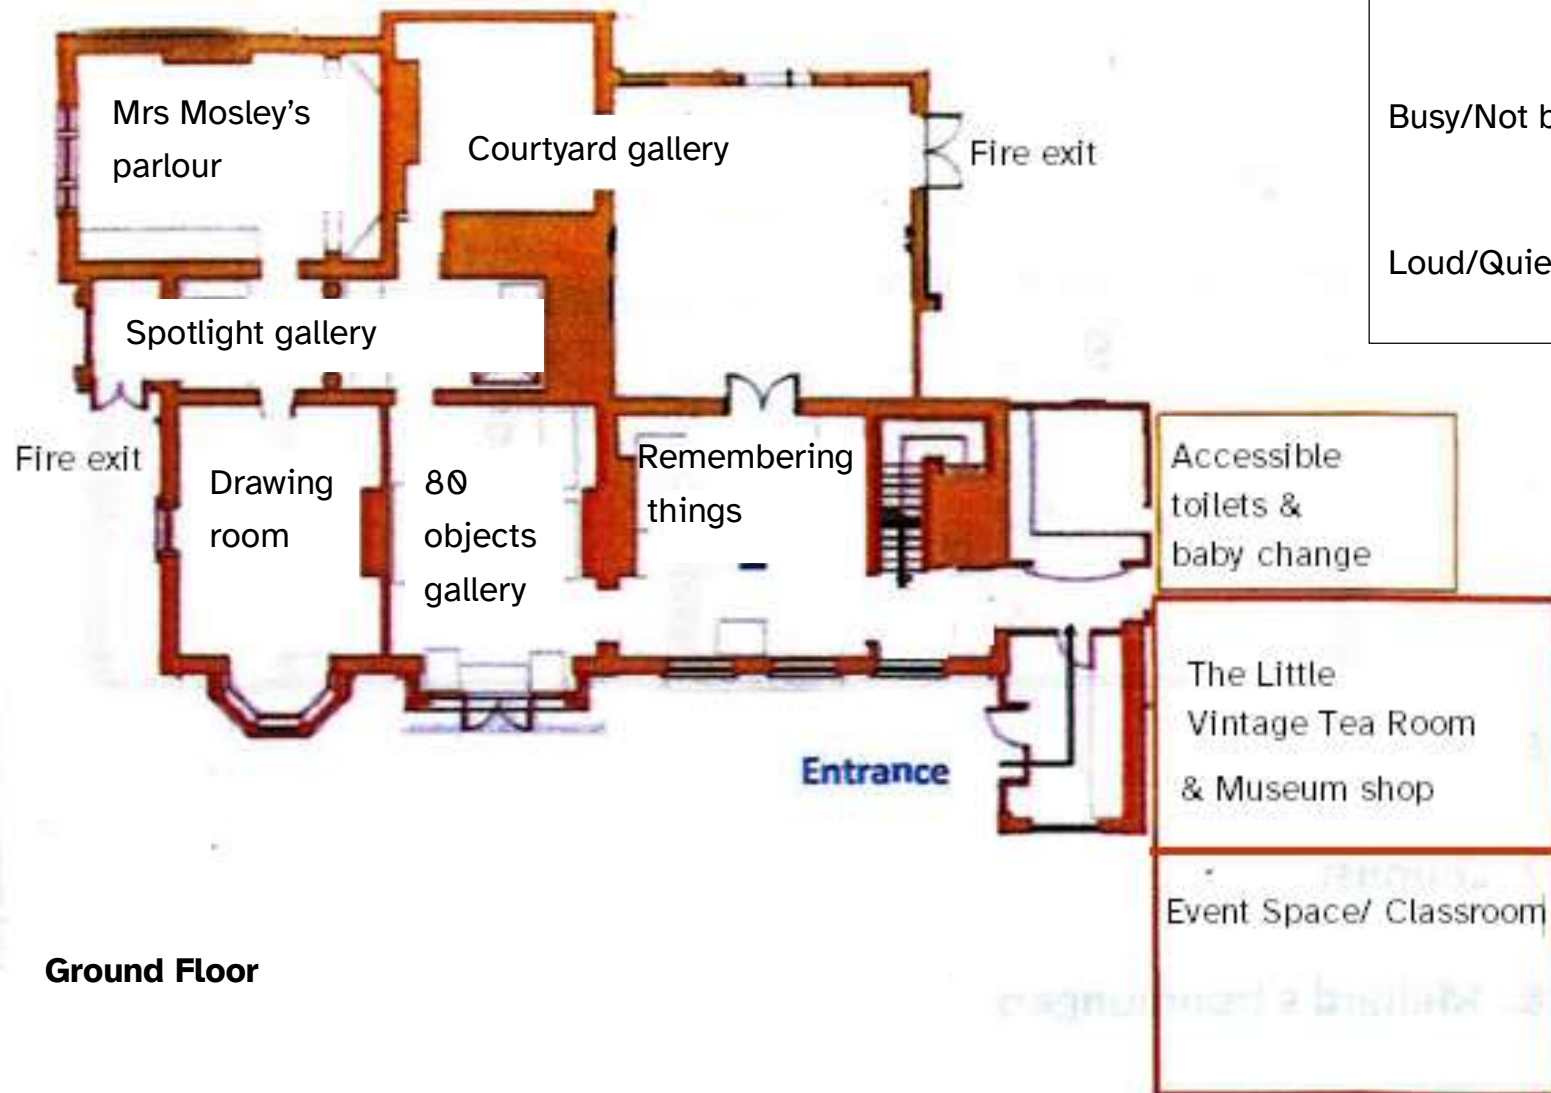 Mrs Mosley's
parlour
Courtyard gallery
Fire exit
Busy/Not
Loud/
Spotlight gallery
Fire exit
Drawing
room
80
objects
gallery
Remembering
things
Accessible
toilets &
baby change
The Little
Vintage Tea Room
& Museum shop
Entrance
Event Space/ Classroom
Ground Floor